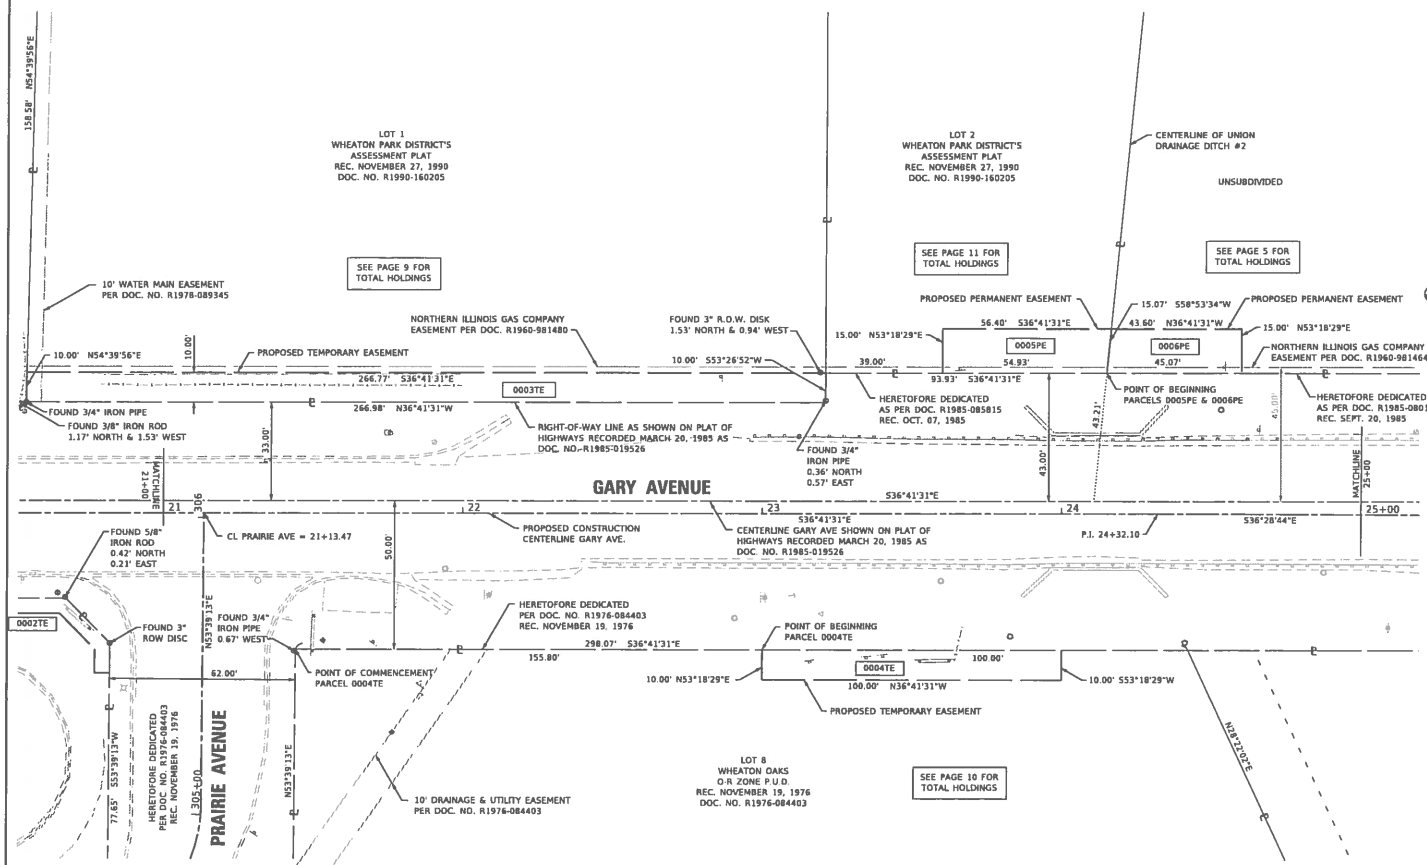 158.58' N54°39'56"E
LOT 1
WHEATON PARK DISTRICT'S
ASSESSMENT PLAT
REC. NOVEMBER 27, 1990
DOC. NO. R1990-160205
LOT 2
WHEATON PARK DISTRICT'S
ASSESSMENT PLAT
REC. NOVEMBER 27, 1990
DOC. NO. R1990-160205
CENTERLINE OF UNION
DRAINAGE DITCH #2
UNSUBDIVIDED
SEE PAGE 9 FOR
TOTAL HOLDINGS
SEE PAGE 11 FOR
TOTAL HOLDINGS
SEE PAGE 5 FOR
TOTAL HOLDINGS
10' WATER MAIN EASEMENT
PER DOC. NO. R1978-089345
NORTHERN ILLINOIS GAS COMPANY
EASEMENT PER DOC. R1960-981480
FOUND 3" R.O.W. DISK
1.53' NORTH & 0.94' WEST
PROPOSED PERMANENT EASEMENT
15.07' S58°53'34"W
PROPOSED PERMANENT EASEMENT
56.40' S36°41'31"E
43.60' N36°41'31"W
15.00' N53°18'29"E
15.00' N53°18'29"E
0005PE
0006PE
NORTHERN ILLINOIS GAS COMPANY
EASEMENT PER DOC. R1960-981464
10.00' N54°39'56"E
10.00'
PROPOSED TEMPORARY EASEMENT
10.00' S53°26'52"W
39.00'
54.93'
45.07'
266.77' S36°41'31"E
0003TE
93.93' S36°41'31"E
266.98' N36°41'31"W
POINT OF BEGINNING
PARCELS 0005PE & 0006PE
HERETOFORE DEDICATED
AS PER DOC. R1985-085815
REC. OCT. 07, 1985
HERETOFORE DEDICATED
AS PER DOC. R1985-0801
REC. SEPT. 20, 1985
FOUND 3/4" IRON PIPE
FOUND 3/8" IRON ROD
1.17' NORTH & 1.53' WEST
33.00'
RIGHT-OF-WAY LINE AS SHOWN ON PLAT OF
HIGHWAYS RECORDED MARCH 20, 1985 AS
DOC. NO. R1985-019526
FOUND 3/4"
IRON PIPE
0.36' NORTH
0.57' EAST
43.00'
43.21'
45.00'
MATCHLINE
21+00
MATCHLINE
25+00
GARY AVENUE
S36°41'31"E
21
306
22
23
24
25+00
S36°41'31"E
S36°28'44"E
CL PRAIRIE AVE = 21+13.47
PROPOSED CONSTRUCTION
CENTERLINE GARY AVE.
CENTERLINE GARY AVE SHOWN ON PLAT OF
HIGHWAYS RECORDED MARCH 20, 1985 AS
DOC. NO. R1985-019526
P.I. 24+32.10
FOUND 5/8"
IRON ROD
0.42' NORTH
0.21' EAST
50.00'
N53°39'13"E
0002TE
FOUND 3"
ROW DISC
FOUND 3/4"
IRON PIPE
0.67' WEST
HERETOFORE DEDICATED
PER DOC. NO. R1976-084403
REC. NOVEMBER 19, 1976
POINT OF BEGINNING
PARCEL 0004TE
298.07' S36°41'31"E
155.80'
100.00'
0004TE
62.00'
POINT OF COMMENCEMENT
PARCEL 0004TE
10.00' N53°18'29"E
100.00' N36°41'31"W
10.00' S53°18'29"W
PROPOSED TEMPORARY EASEMENT
77.65' S53°39'13"W
HERETOFORE DEDICATED
PER DOC. NO. R1976-084403
REC. NOVEMBER 19, 1976
305+00
PRAIRIE AVENUE
N53°39'13"E
10' DRAINAGE & UTILITY EASEMENT
PER DOC. NO. R1976-084403
LOT 8
WHEATON OAKS
O-R ZONE P.U.D.
REC. NOVEMBER 19, 1976
DOC. NO. R1976-084403
SEE PAGE 10 FOR
TOTAL HOLDINGS
N28°22'02"E